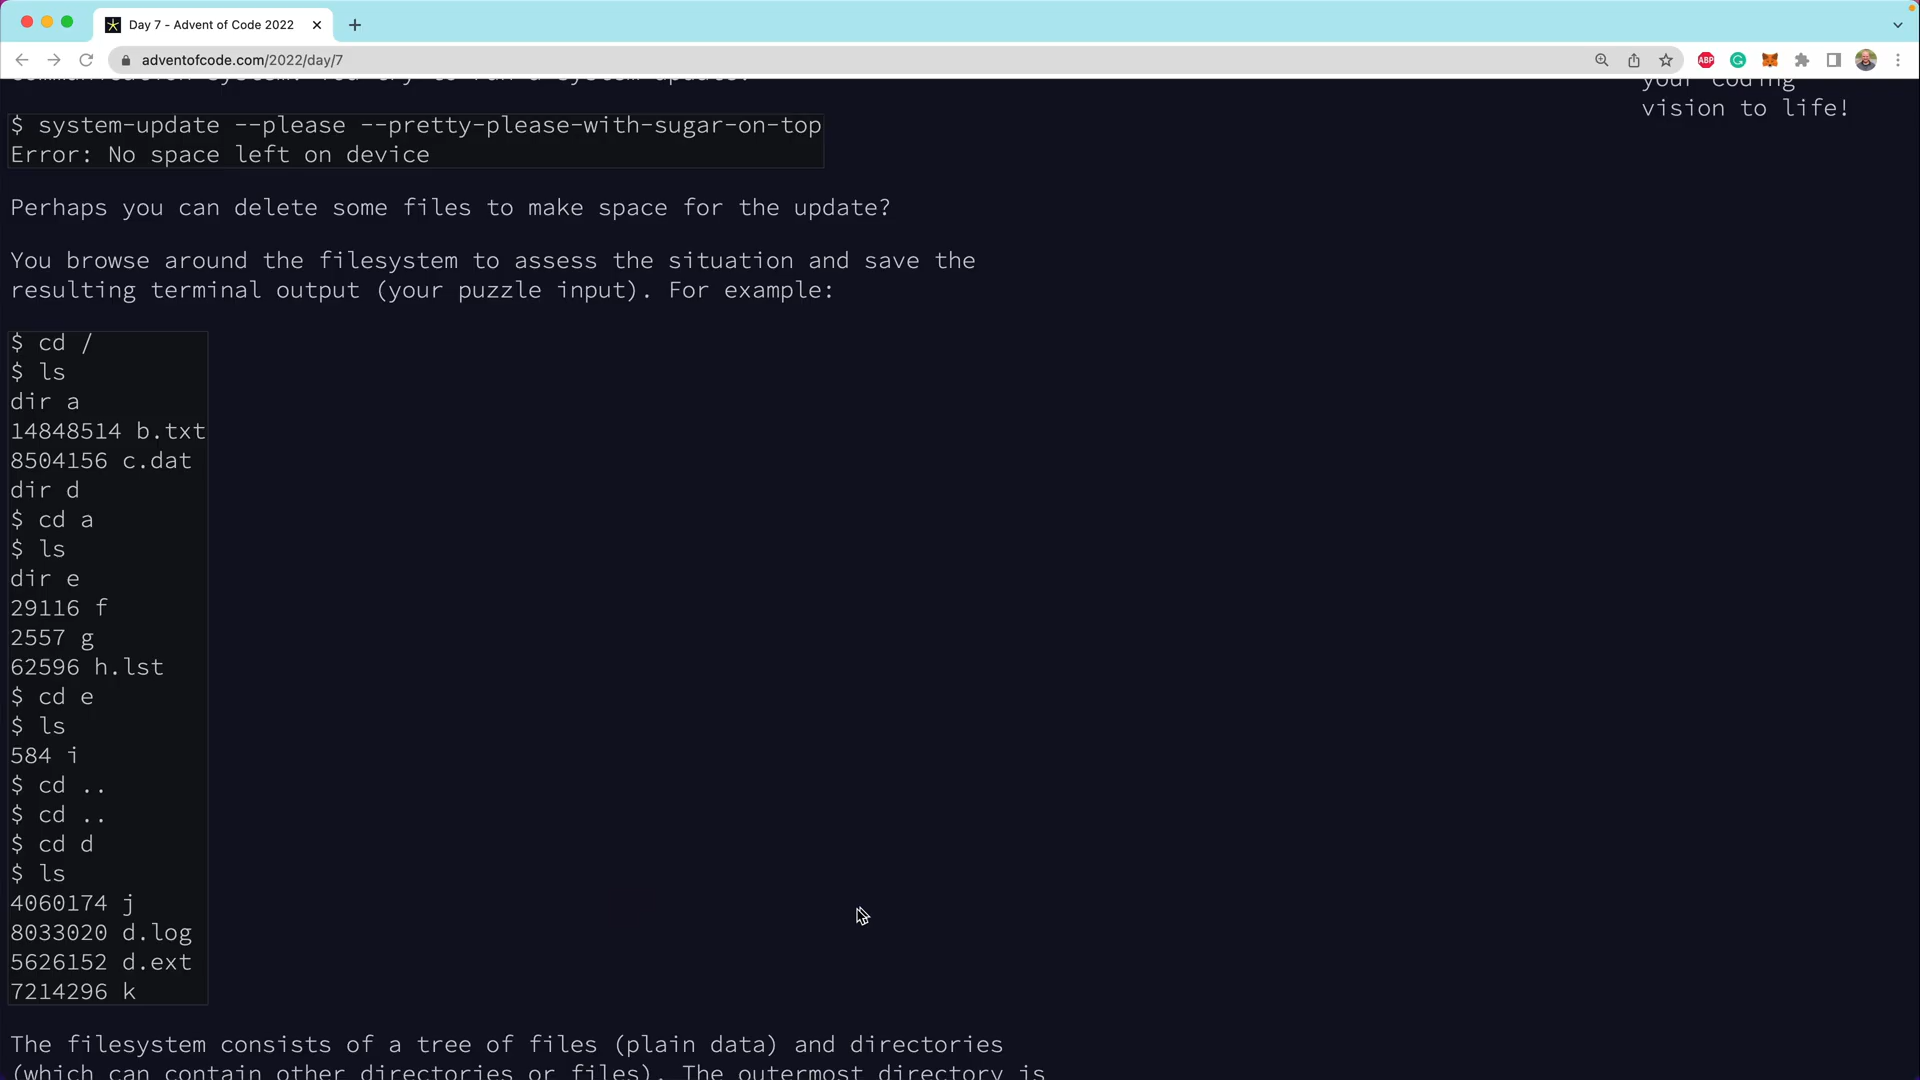 Day 7 - Advent of Code 2022
adventofcode.com/2022/day/7
ABP
your coding
vision to life!
$ system-update --please --pretty-please-with-sugar-on-top
Error: No space left on device
Perhaps you can delete some files to make space for the update?
You browse around the filesystem to assess the situation and save the
resulting terminal output (your puzzle input). For example:
$ cd /
$ ls
dir a
14848514 b.txt
8504156 c.dat
dir d
$ cd a
$ ls
dir e
29116 f
2557 g
62596 h.lst
$ cd e
$ ls
584 i
$ cd ..
$ cd ..
$ cd d
$ ls
4060174 j
8033020 d.log
5626152 d.ext
7214296 k
The filesystem consists of a tree of files (plain data) and directories
(which can contain other directories or files). The outermost directory is